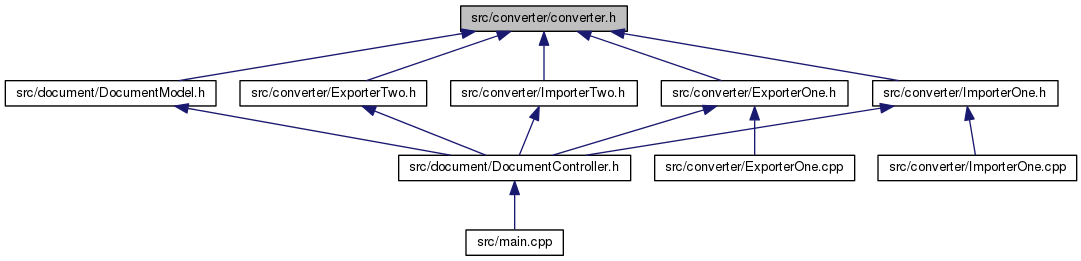 src/converter/converter.h
src/document/DocumentModel.h
src/converter/ExporterTwo.h
src/converter/ImporterTwo.h
src/converter/ExporterOne.h
src/converter/ImporterOne.h
src/document/DocumentController.h
src/converter/ExporterOne.cpp
src/converter/ImporterOne.cpp
src/main.cpp